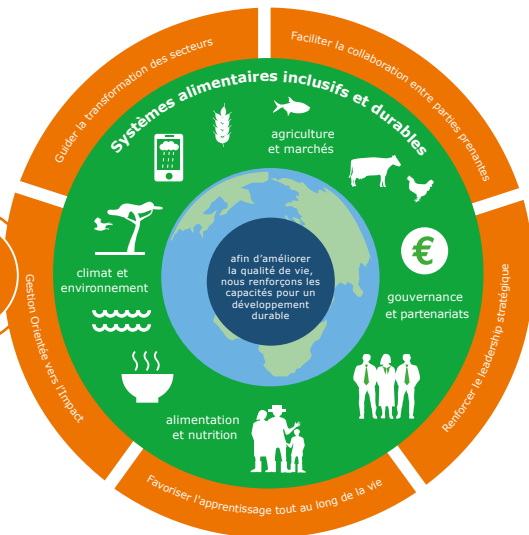 Guider la transformation des secteurs
Faciliter la collaboration entre parties prenantes
Systèmes alimentaires inclusifs et durables
agriculture
et marchés
climat et
environnement
afin d’améliorer
la qualité de vie,
nous renforçons les
capacités pour un
développement
durable
€
gouvernance
et partenariats
alimentation
et nutrition
Gestion Orientée vers l’Impact
Renforcer le leadership stratégique
Favoriser l’apprentissage tout au long de la vie